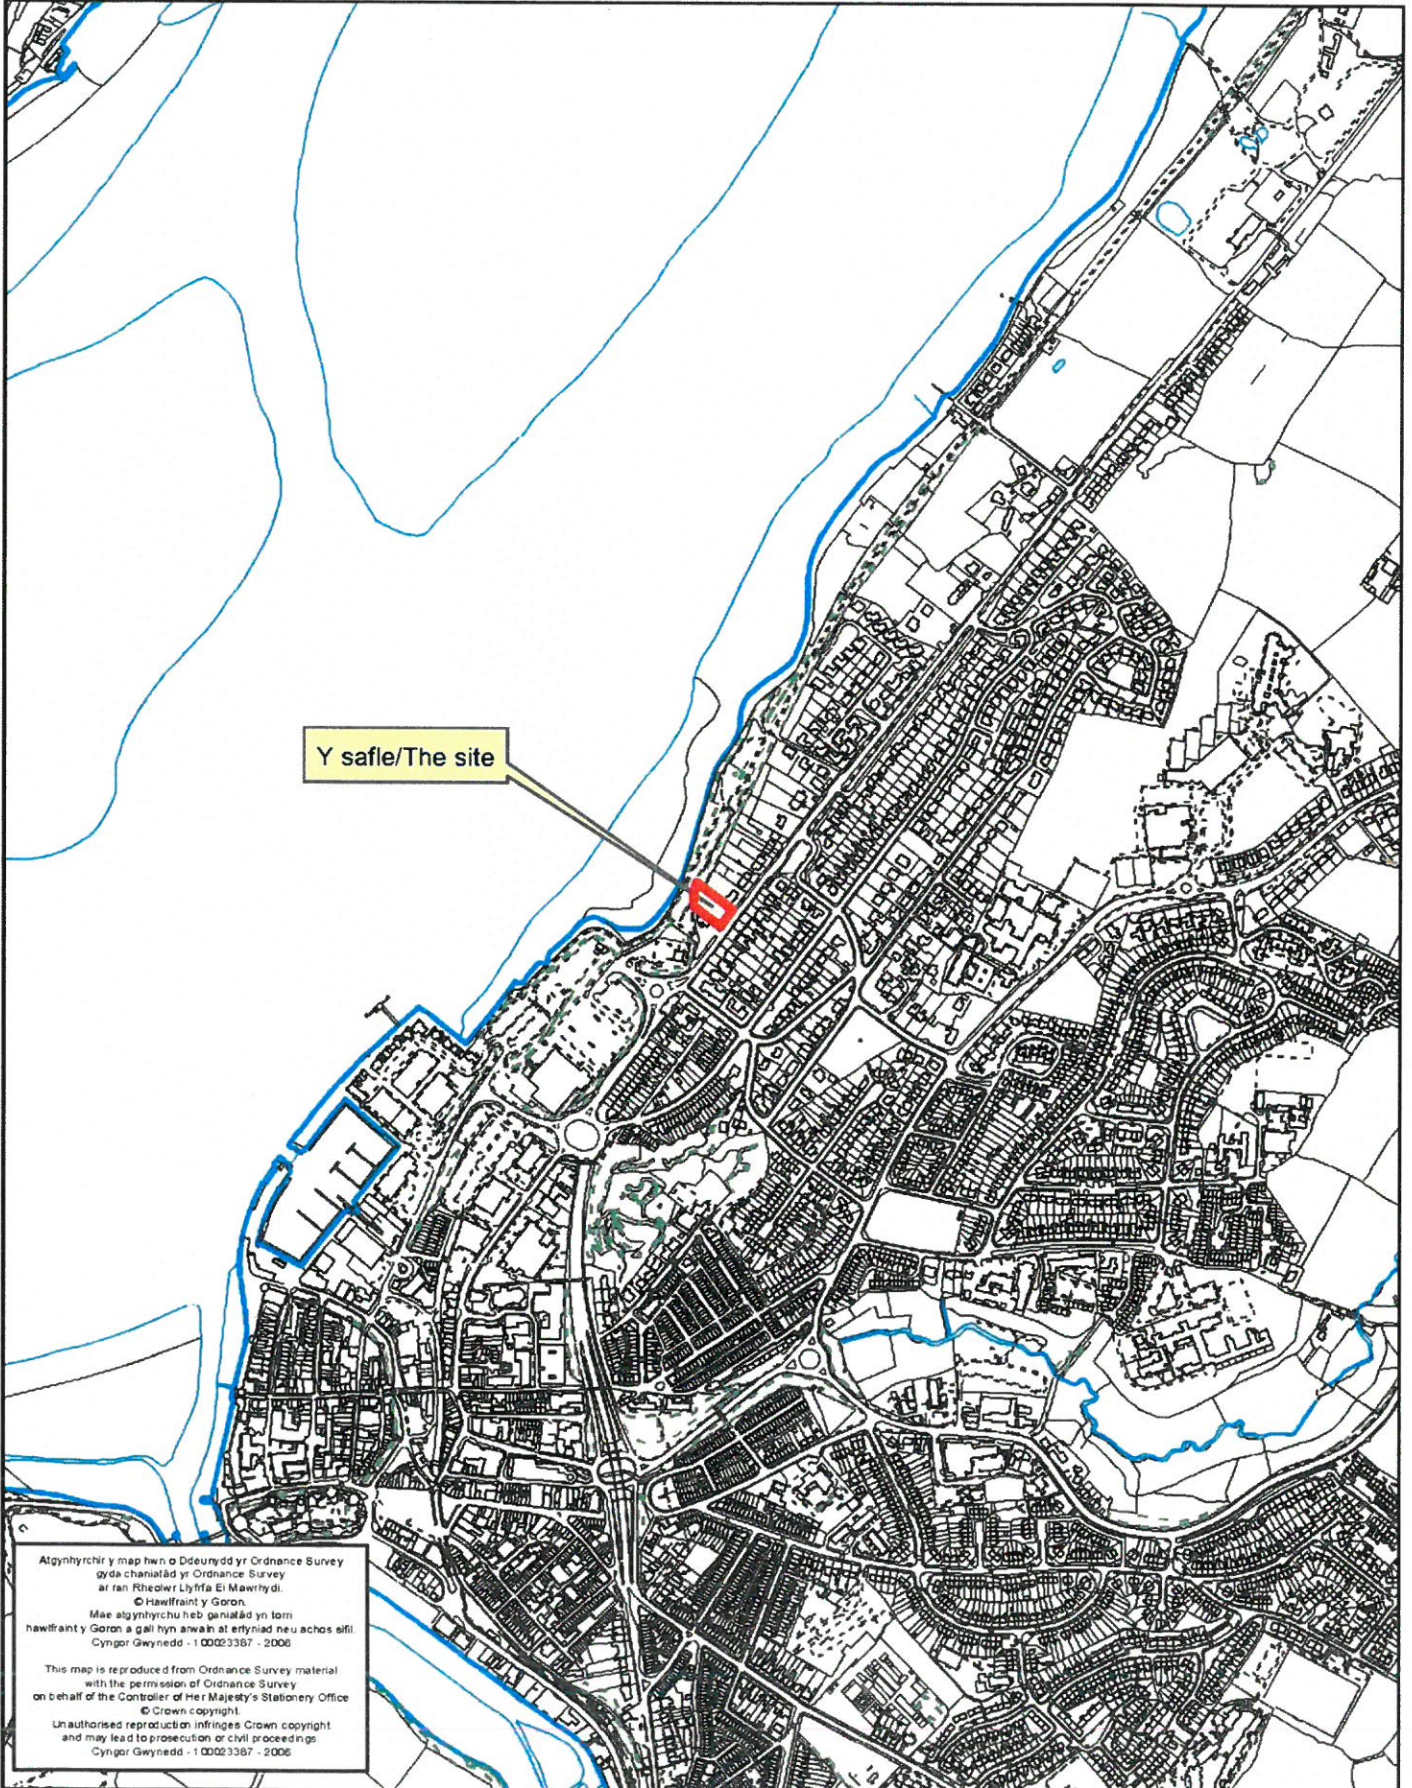 Y safle/The site
Atgynhyrchir y map hwn o Ddeunydd yr Ordnance Survey
gyda chaniatâd yr Ordnance Survey
ar ran Rheolwr Llyfrfa Ei Mawrhydi.
© Hawlfraint y Goron.
Mae atgynhyrchu heb ganiatâd yn torri
hawlfraint y Goron a gall hyn arwain at erlyniad neu achos sifil.
Cyngor Gwynedd - 100023387 - 2006
This map is reproduced from Ordnance Survey material
with the permission of Ordnance Survey
on behalf of the Controller of Her Majesty's Stationery Office
© Crown copyright.
Unauthorised reproduction infringes Crown copyright
and may lead to prosecution or civil proceedings.
Cyngor Gwynedd - 100023387 - 2006